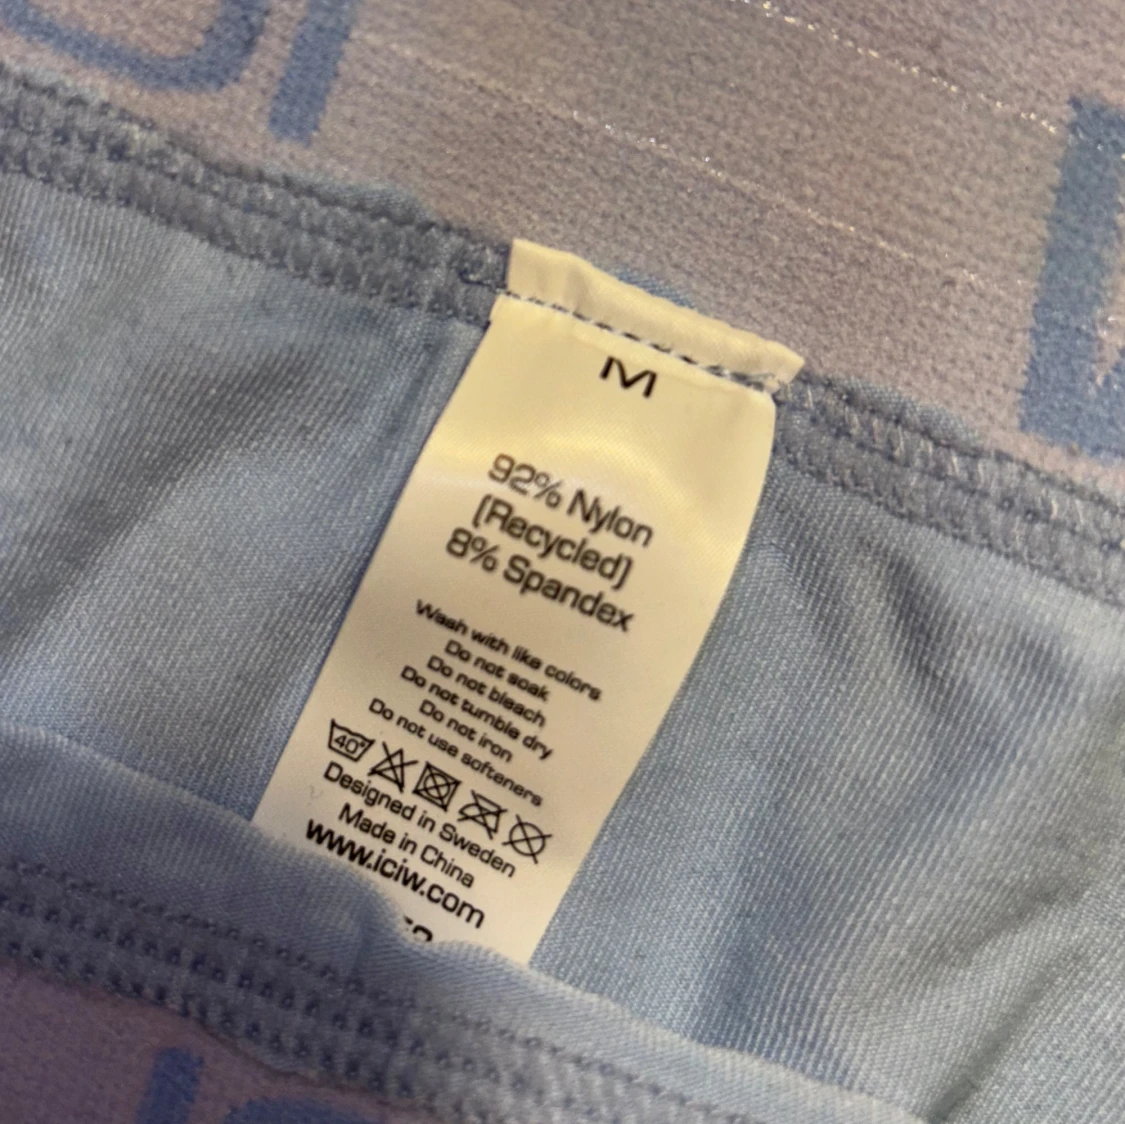 M
92% Nylon
[Recycled]
8% Spandex
Wash with like colors
Do not soak
Do not bleach
Do not tumble dry
Do not iron
Do not use softeners
40°
Designed in Sweden
Made in China
www.iciw.com